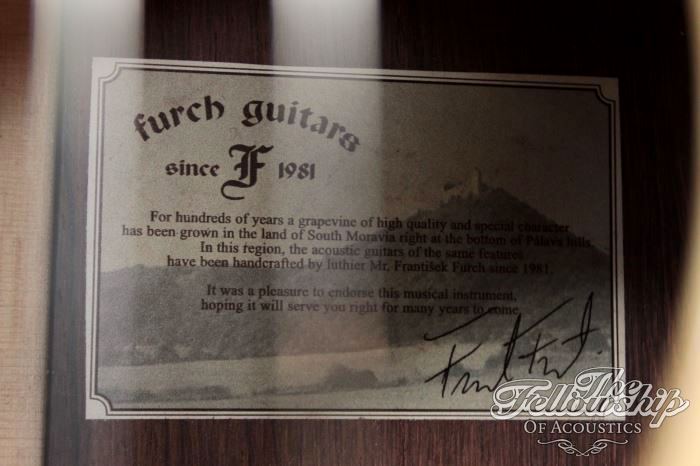 furch guitars
since F 1981
For hundreds of years a grapevine of high quality and special character
has been grown in the land of South Moravia right at the bottom of Pálava hills.
In this region, the acoustic guitars of the same features
have been handcrafted by luthier Mr. František Furch since 1981.
It was a pleasure to endorse this musical instrument,
hoping it will serve you right for many years to come.
The
Fellowship
Of Acoustics